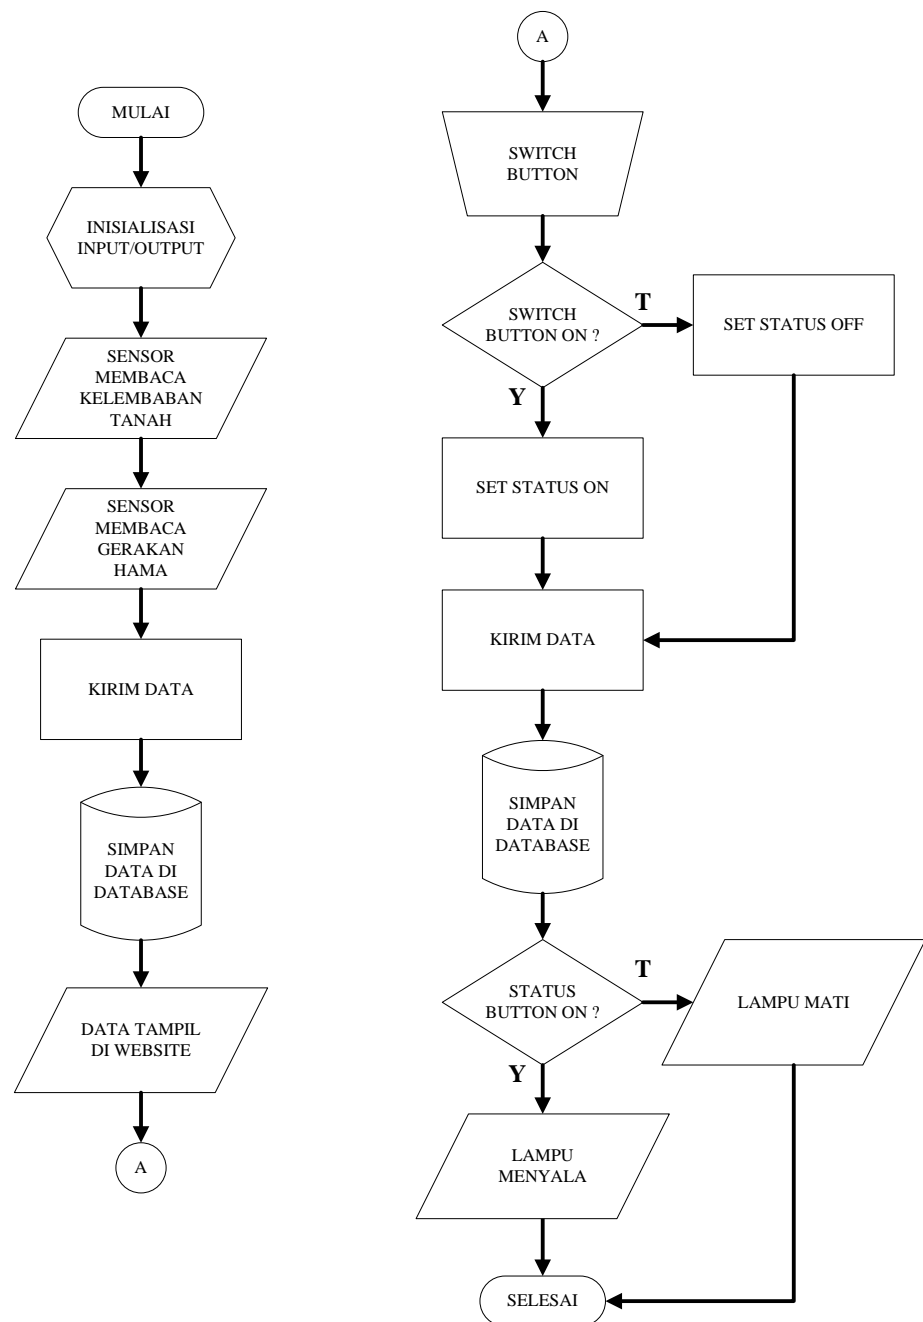 MULAI
INISIALISASI
INPUT/OUTPUT
SENSOR
MEMBACA
KELEMBABAN
TANAH
SENSOR
MEMBACA
GERAKAN
HAMA
KIRIM DATA
SIMPAN
DATA DI
DATABASE
DATA TAMPIL
DI WEBSITE
A
A
SWITCH
BUTTON
SWITCH
BUTTON ON ?
T
SET STATUS OFF
Y
SET STATUS ON
KIRIM DATA
SIMPAN
DATA DI
DATABASE
STATUS
BUTTON ON ?
T
LAMPU MATI
Y
LAMPU
MENYALA
SELESAI